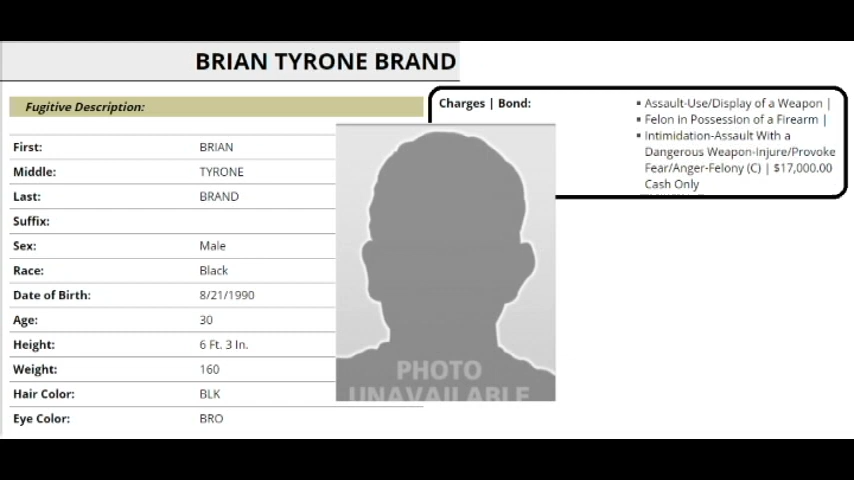 BRIAN TYRONE BRAND
Fugitive Description:
First: BRIAN
Middle: TYRONE
Last: BRAND
Suffix:
Sex: Male
Race: Black
Date of Birth: 8/21/1990
Age: 30
Height: 6 Ft. 3 In.
Weight: 160
Hair Color: BLK
Eye Color: BRO
Charges | Bond:
▪ Assault-Use/Display of a Weapon |
▪ Felon in Possession of a Firearm |
▪ Intimidation-Assault With a
Dangerous Weapon-Injure/Provoke
Fear/Anger-Felony (C) | $17,000.00
Cash Only
PHOTO
UNAVAILABLE